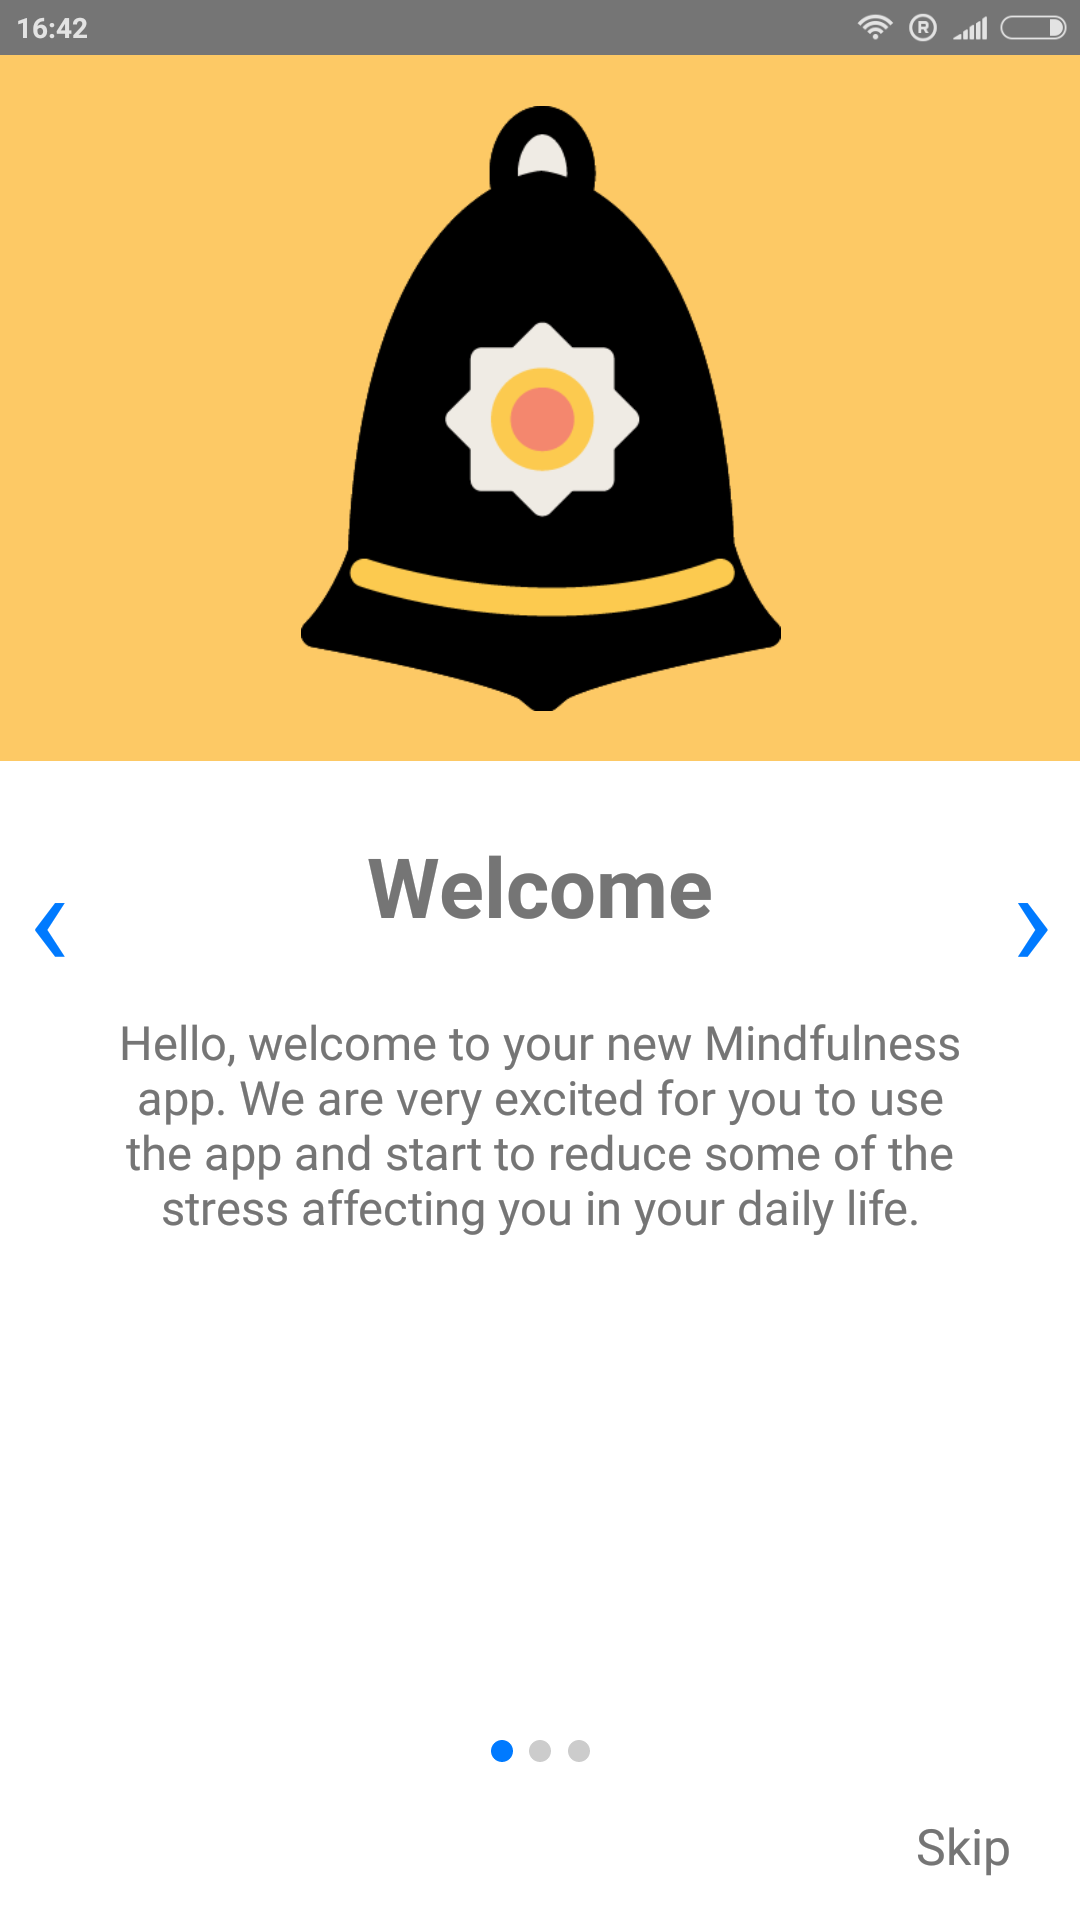 16:42
R
Welcome
Hello, welcome to your new Mindfulness
app. We are very excited for you to use
the app and start to reduce some of the
stress affecting you in your daily life.
Skip